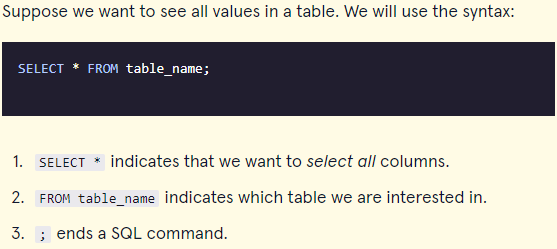 Suppose we want to see all values in a table. We will use the syntax:
SELECT * FROM table_name;
1. SELECT * indicates that we want to select all columns.
2. FROM table_name indicates which table we are interested in.
3. ; ends a SQL command.